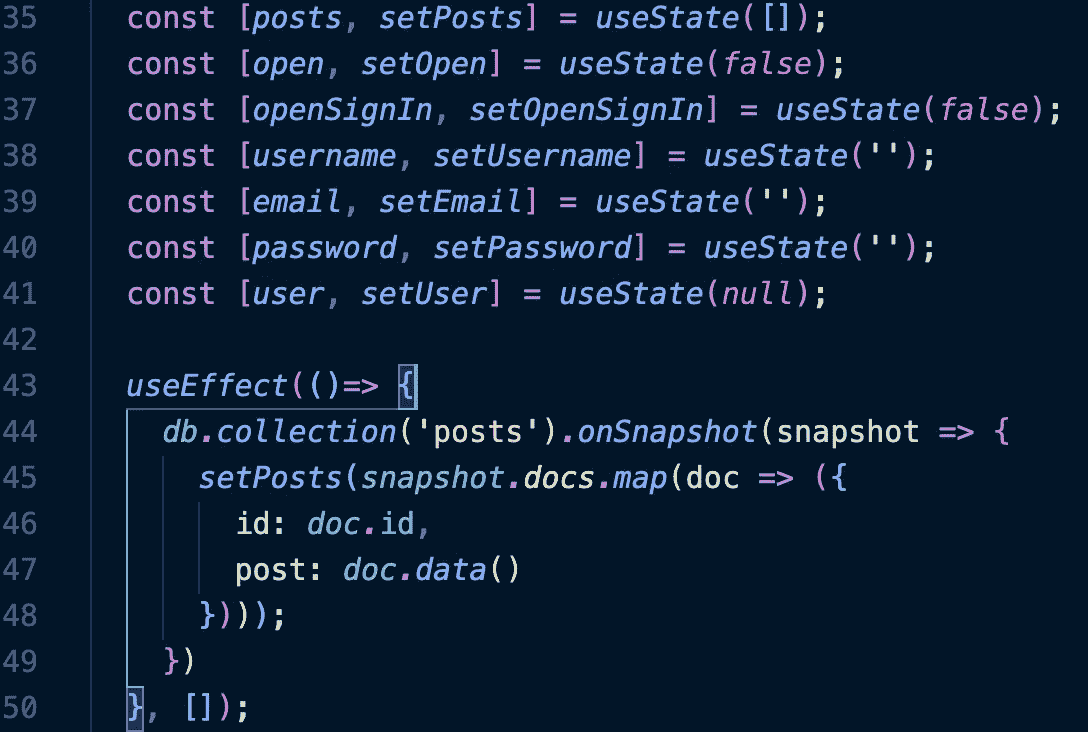 35 const [posts, setPosts] = useState([]);
36 const [open, setOpen] = useState(false);
37 const [openSignIn, setOpenSignIn] = useState(false);
38 const [username, setUsername] = useState('');
39 const [email, setEmail] = useState('');
40 const [password, setPassword] = useState('');
41 const [user, setUser] = useState(null);
42
43 useEffect(()=> {
44 db.collection('posts').onSnapshot(snapshot => {
45 setPosts(snapshot.docs.map(doc => ({
46 id: doc.id,
47 post: doc.data()
48 })));
49 })
50 }, []);